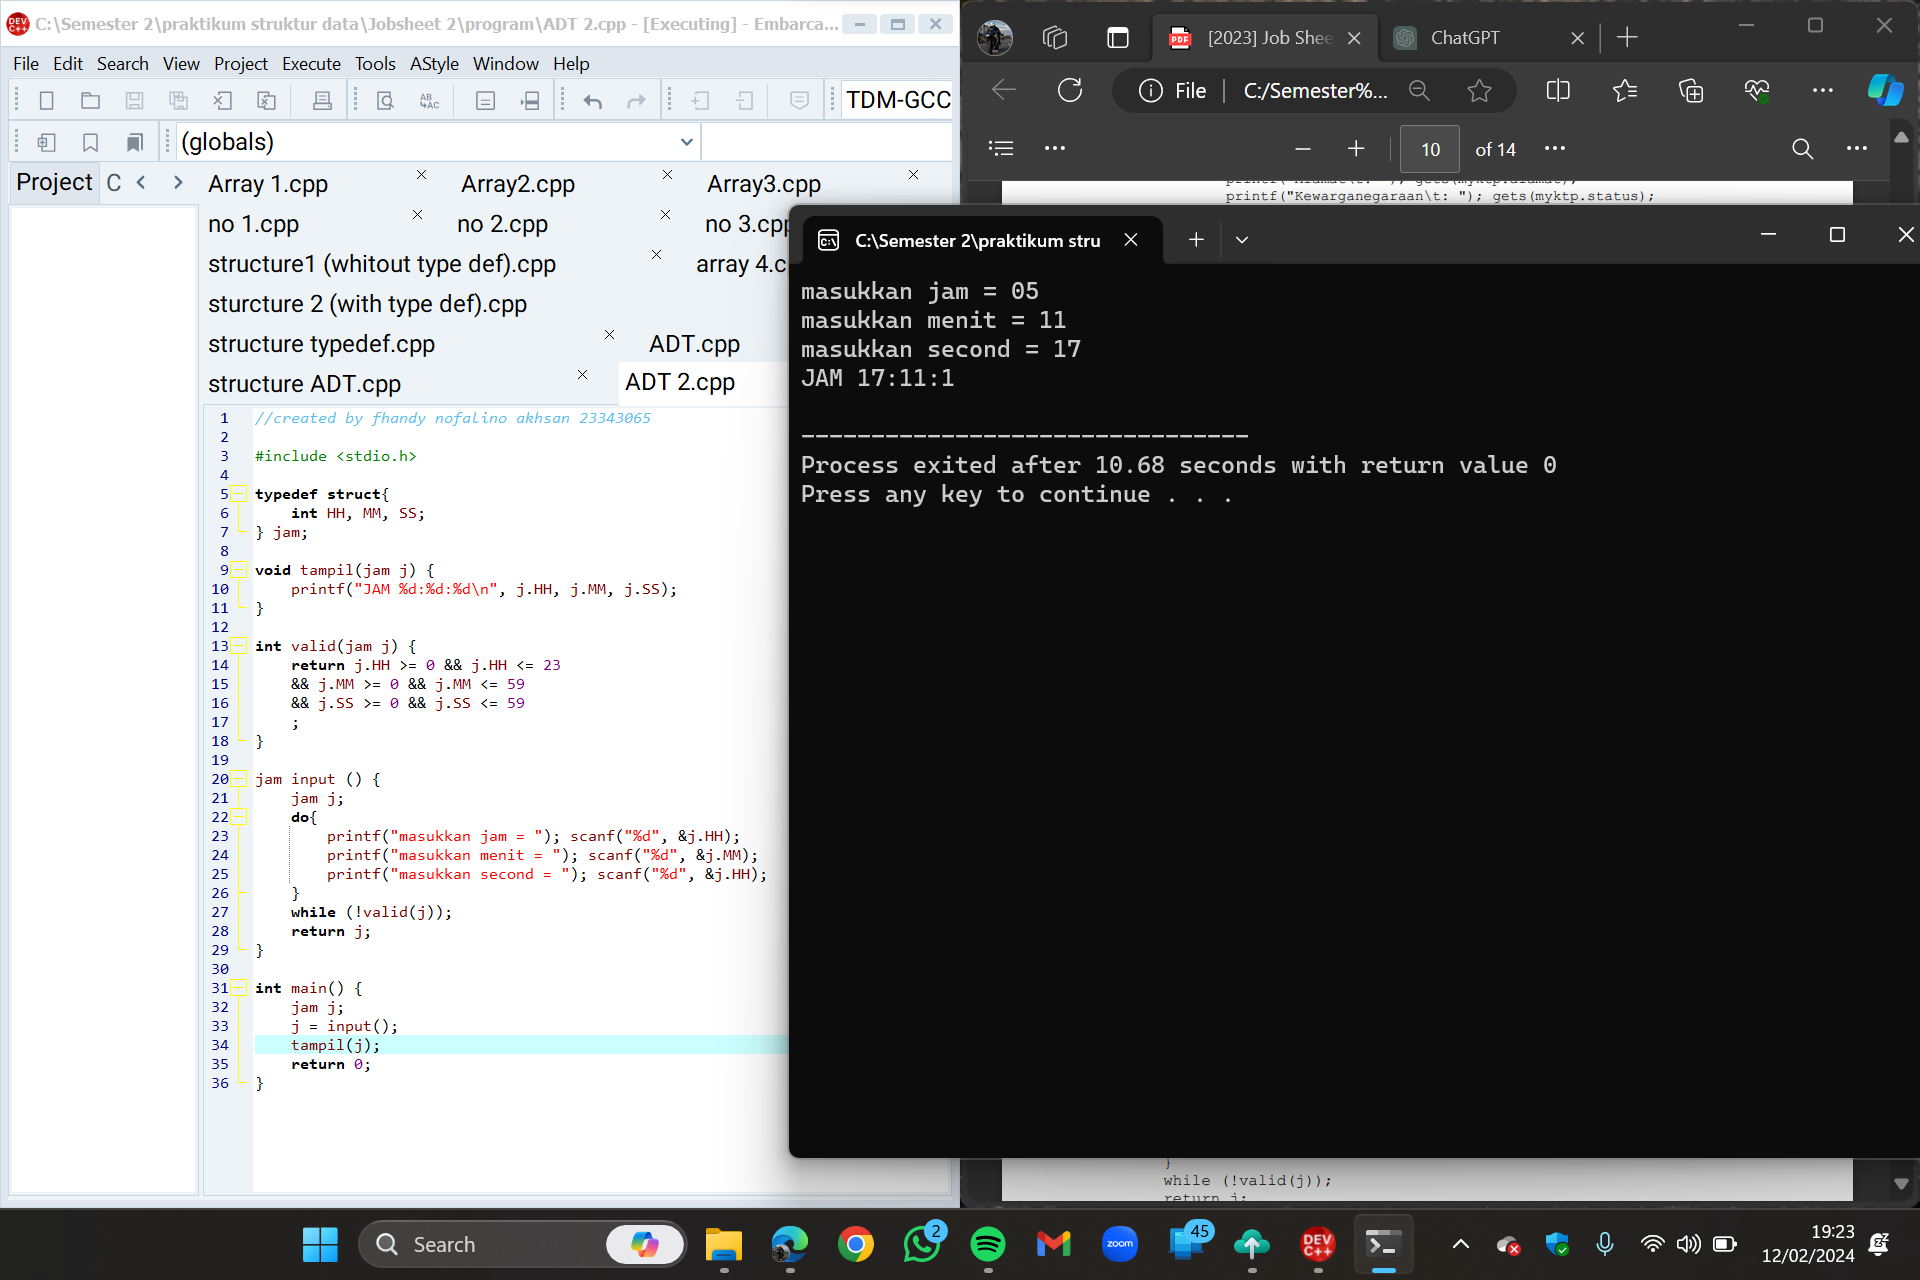 C:\Semester 2\praktikum struktur data\Jobsheet 2\program\ADT 2.cpp - [Executing] - Embarca...
File Edit Search View Project Execute Tools AStyle Window Help
TDM-GCC
(globals)
Project C
Array 1.cpp Array2.cpp Array3.cpp
no 1.cpp no 2.cpp no 3.cpp
structure1 (whitout type def).cpp array 4.c
sturcture 2 (with type def).cpp
structure typedef.cpp ADT.cpp
structure ADT.cpp ADT 2.cpp
1 //created by fhandy nofalino akhsan 23343065
2
3 #include <stdio.h>
4
5 typedef struct{
6 int HH, MM, SS;
7 } jam;
8
9 void tampil(jam j) {
10 printf("JAM %d:%d:%d\n", j.HH, j.MM, j.SS);
11 }
12
13 int valid(jam j) {
14 return j.HH >= 0 && j.HH <= 23
15 && j.MM >= 0 && j.MM <= 59
16 && j.SS >= 0 && j.SS <= 59
17 ;
18 }
19
20 jam input () {
21 jam j;
22 do{
23 printf("masukkan jam = "); scanf("%d", &j.HH);
24 printf("masukkan menit = "); scanf("%d", &j.MM);
25 printf("masukkan second = "); scanf("%d", &j.HH);
26 }
27 while (!valid(j));
28 return j;
29 }
30
31 int main() {
32 jam j;
33 j = input();
34 tampil(j);
35 return 0;
36 }
[2023] Job Shee ChatGPT
File C:/Semester%...
10 of 14
printf("Kewarganegaraan\t: "); gets(myktp.status);
C:\Semester 2\praktikum stru
masukkan jam = 05
masukkan menit = 11
masukkan second = 17
JAM 17:11:1
--------------------------------
Process exited after 10.68 seconds with return value 0
Press any key to continue . . .
}
while (!valid(j));
return j;
Search
2
zoom
45
DEV C++
19:23
12/02/2024